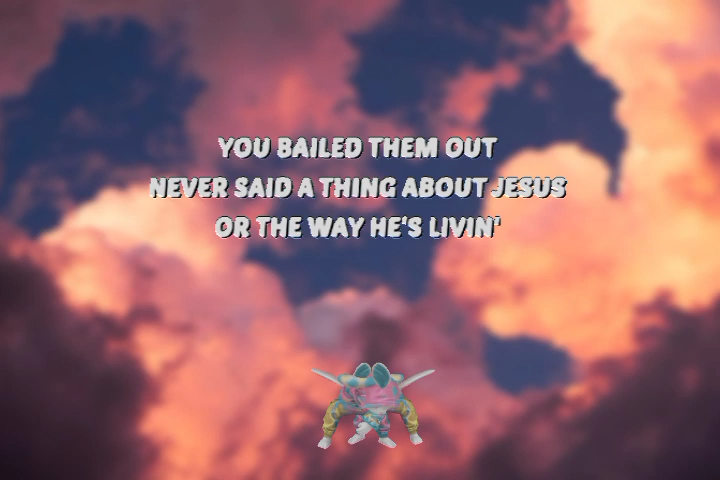 YOU BAILED THEM OUT
NEVER SAID A THING ABOUT JESUS
OR THE WAY HE'S LIVIN'